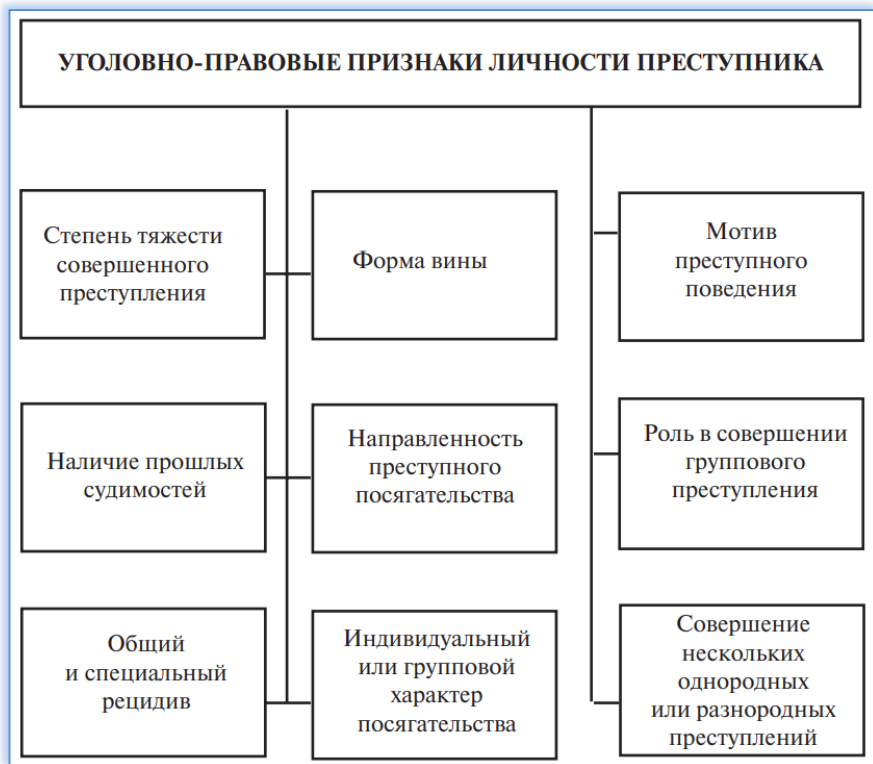 УГОЛОВНО-ПРАВОВЫЕ ПРИЗНАКИ ЛИЧНОСТИ ПРЕСТУПНИКА
Степень тяжести
совершенного
преступления
Форма вины
Мотив
преступного
поведения
Наличие прошлых
судимостей
Направленность
преступного
посягательства
Роль в совершении
группового
преступления
Общий
и специальный
рецидив
Индивидуальный
или групповой
характер
посягательства
Совершение
нескольких
однородных
или разнородных
преступлений